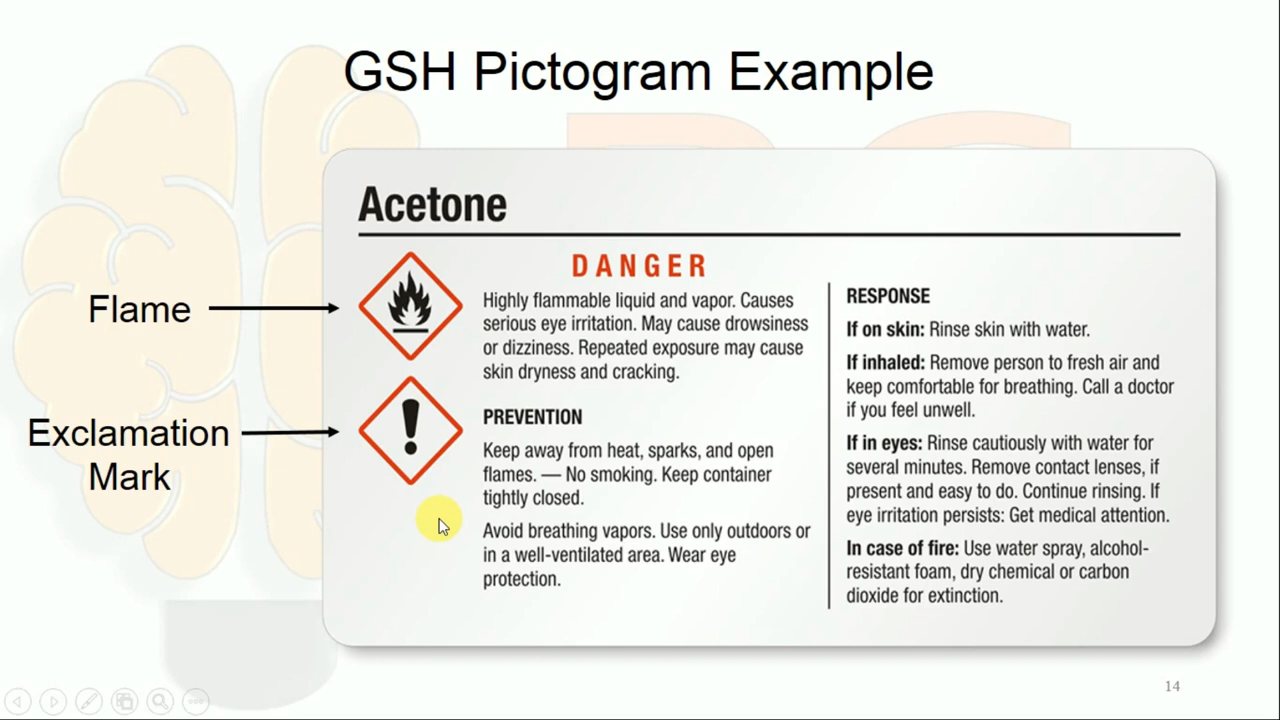 GSH Pictogram Example
Acetone
Flame
Exclamation
Mark
DANGER
Highly flammable liquid and vapor. Causes
serious eye irritation. May cause drowsiness
or dizziness. Repeated exposure may cause
skin dryness and cracking.
PREVENTION
Keep away from heat, sparks, and open
flames. — No smoking. Keep container
tightly closed.
Avoid breathing vapors. Use only outdoors or
in a well-ventilated area. Wear eye
protection.
RESPONSE
If on skin: Rinse skin with water.
If inhaled: Remove person to fresh air and
keep comfortable for breathing. Call a doctor
if you feel unwell.
If in eyes: Rinse cautiously with water for
several minutes. Remove contact lenses, if
present and easy to do. Continue rinsing. If
eye irritation persists: Get medical attention.
In case of fire: Use water spray, alcohol-
resistant foam, dry chemical or carbon
dioxide for extinction.
14